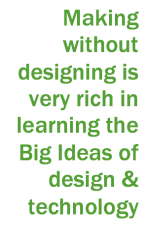 Making
without
designing is
very rich in
learning the
Big Ideas of
design &
technology